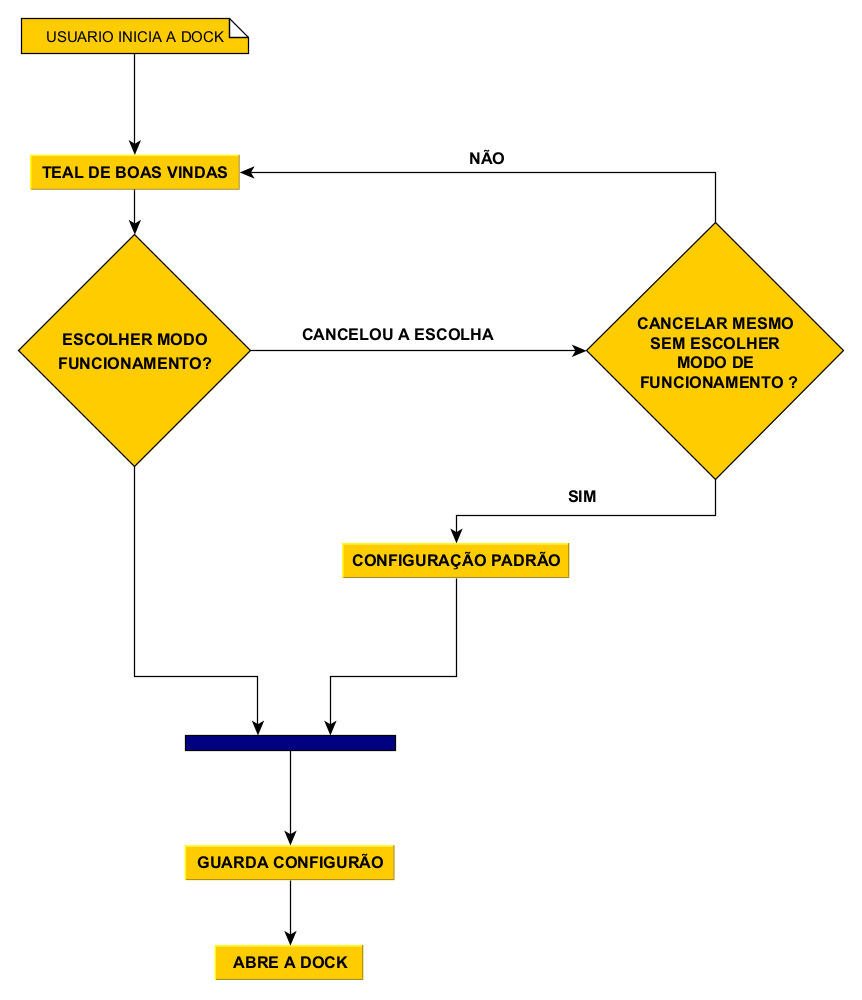 USUARIO INICIA A DOCK
TEAL DE BOAS VINDAS
NÃO
ESCOLHER MODO
FUNCIONAMENTO?
CANCELOU A ESCOLHA
CANCELAR MESMO
SEM ESCOLHER
MODO DE
FUNCIONAMENTO ?
SIM
CONFIGURAÇÃO PADRÃO
GUARDA CONFIGURÃO
ABRE A DOCK